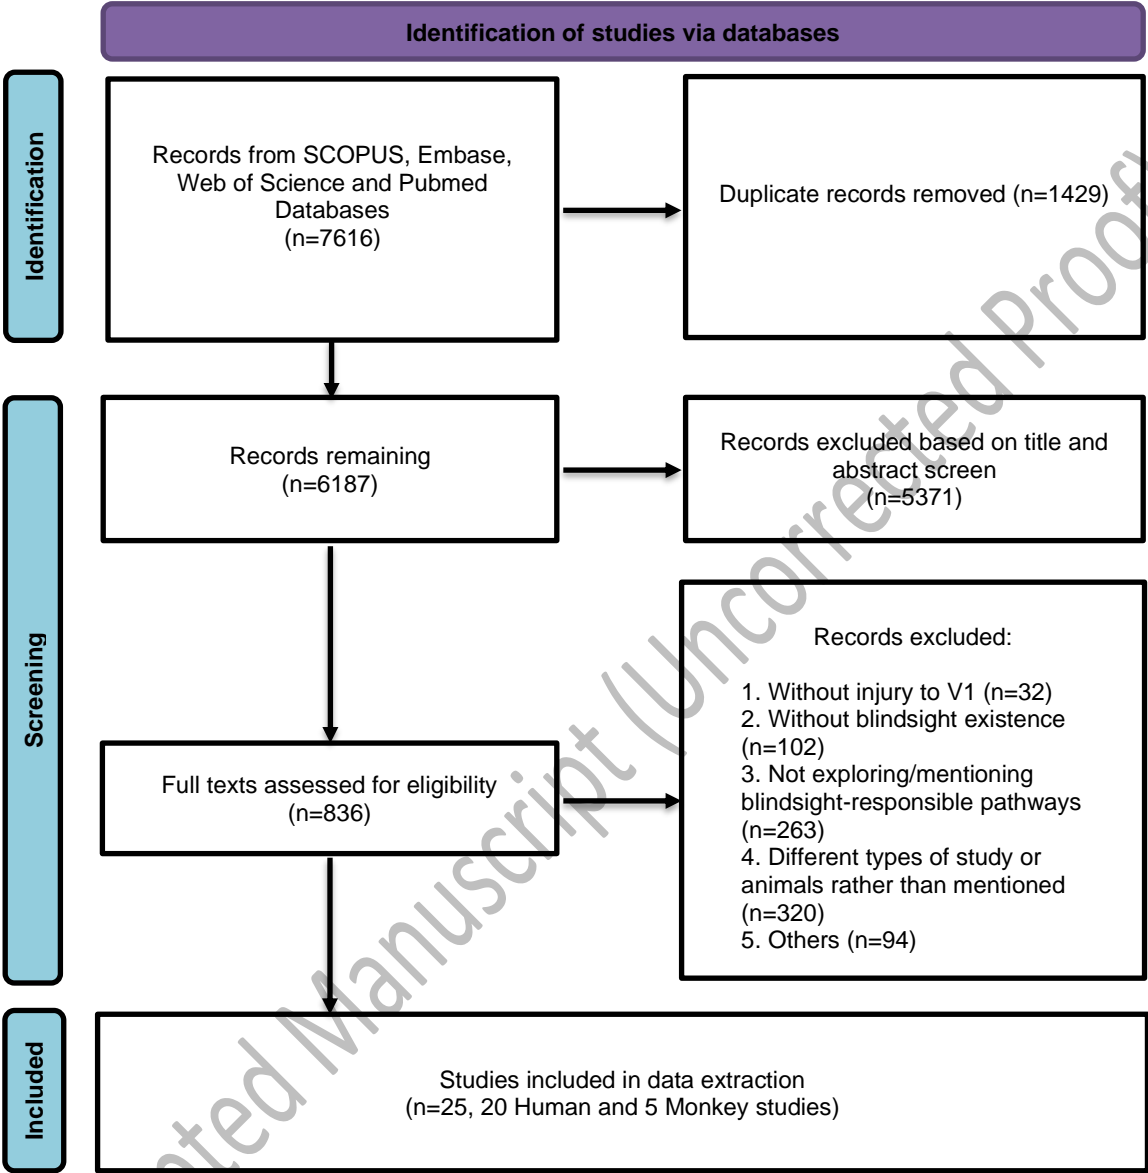 Identification of studies via databases
Identification
Records from SCOPUS, Embase,
Web of Science and Pubmed
Databases
(n=7616)
Duplicate records removed (n=1429)
Screening
Records remaining
(n=6187)
Records excluded based on title and
abstract screen
(n=5371)
Full texts assessed for eligibility
(n=836)
Records excluded:
1. Without injury to V1 (n=32)
2. Without blindsight existence
(n=102)
3. Not exploring/mentioning
blindsight-responsible pathways
(n=263)
4. Different types of study or
animals rather than mentioned
(n=320)
5. Others (n=94)
Included
Studies included in data extraction
(n=25, 20 Human and 5 Monkey studies)
pted Manuscript (Uncorrected Proof)